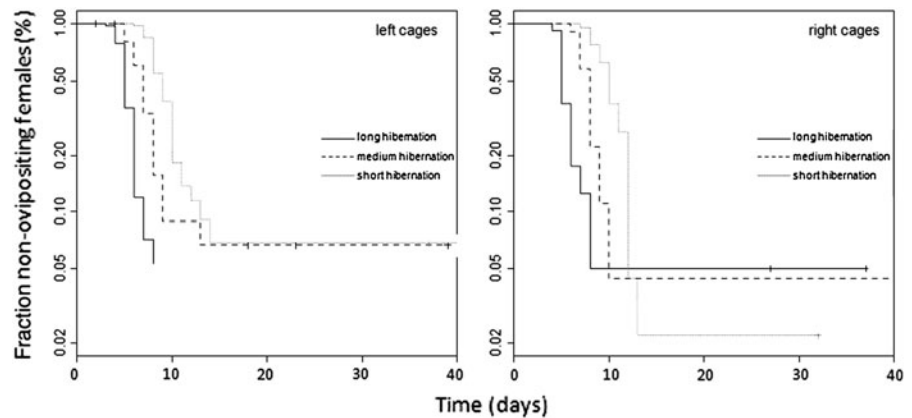 Fraction non-ovipositing females(%)
1.00
0.50
0.20
0.10
0.05
0.02
left cages
long hibernation
medium hibernation
short hibernation
0
10
20
30
40
1.00
0.50
0.20
0.10
0.05
0.02
right cages
long hibernation
medium hibernation
short hibernation
0
10
20
30
40
Time (days)